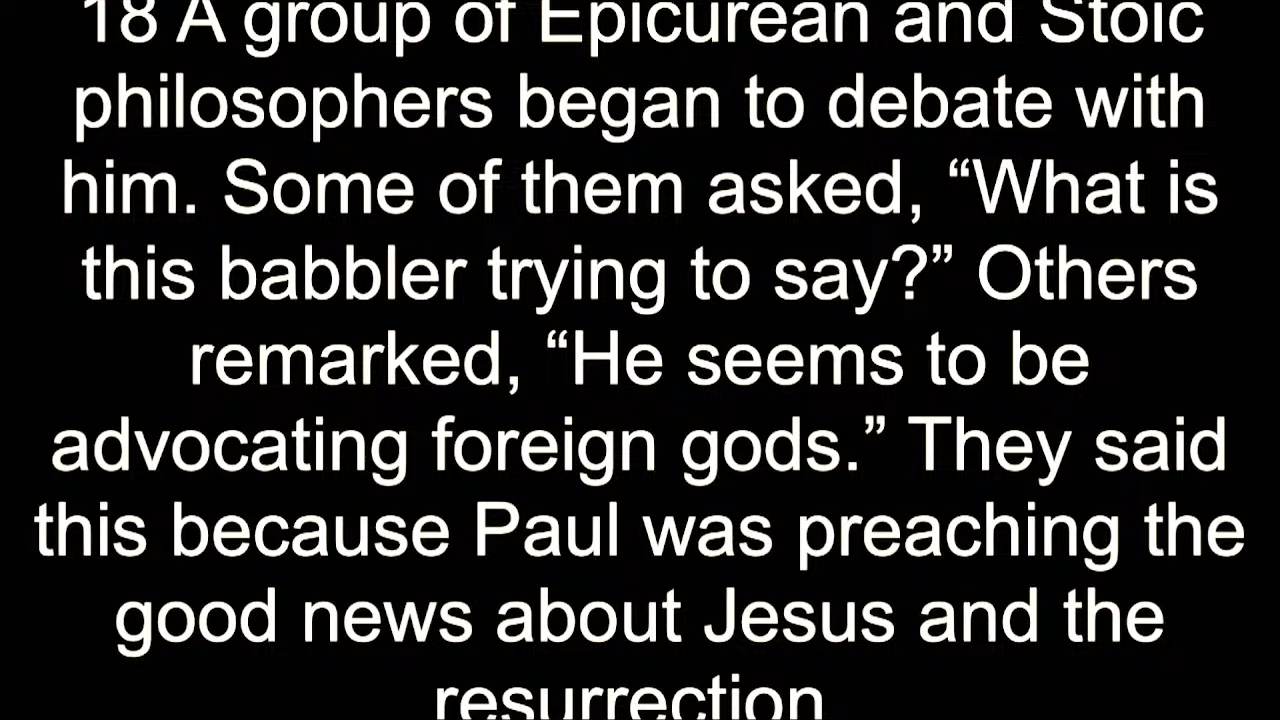 18 A group of Epicurean and Stoic
philosophers began to debate with
him. Some of them asked, “What is
this babbler trying to say?” Others
remarked, “He seems to be
advocating foreign gods.” They said
this because Paul was preaching the
good news about Jesus and the
resurrection